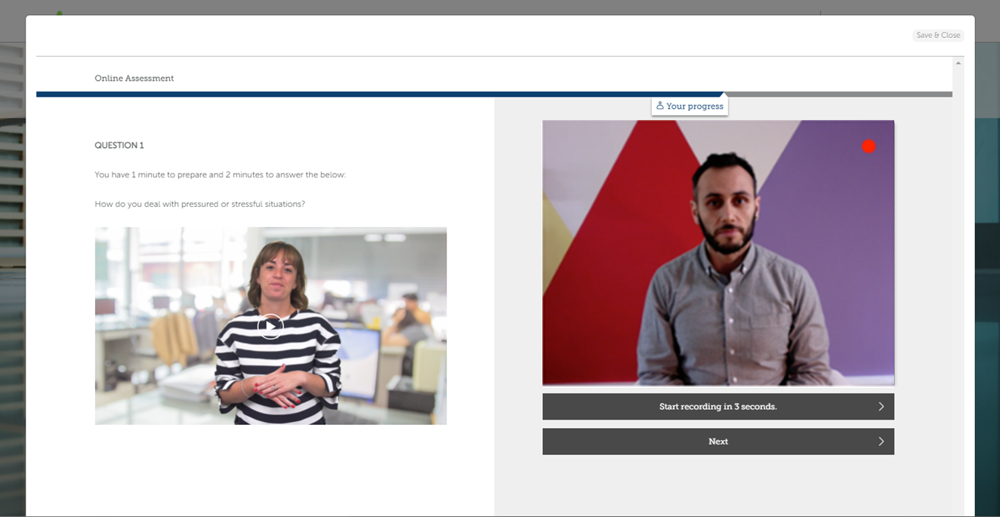 Save & Close
Online Assessment
Your progress
QUESTION 1
You have 1 minute to prepare and 2 minutes to answer the below:
How do you deal with pressured or stressful situations?
Start recording in 3 seconds.
Next